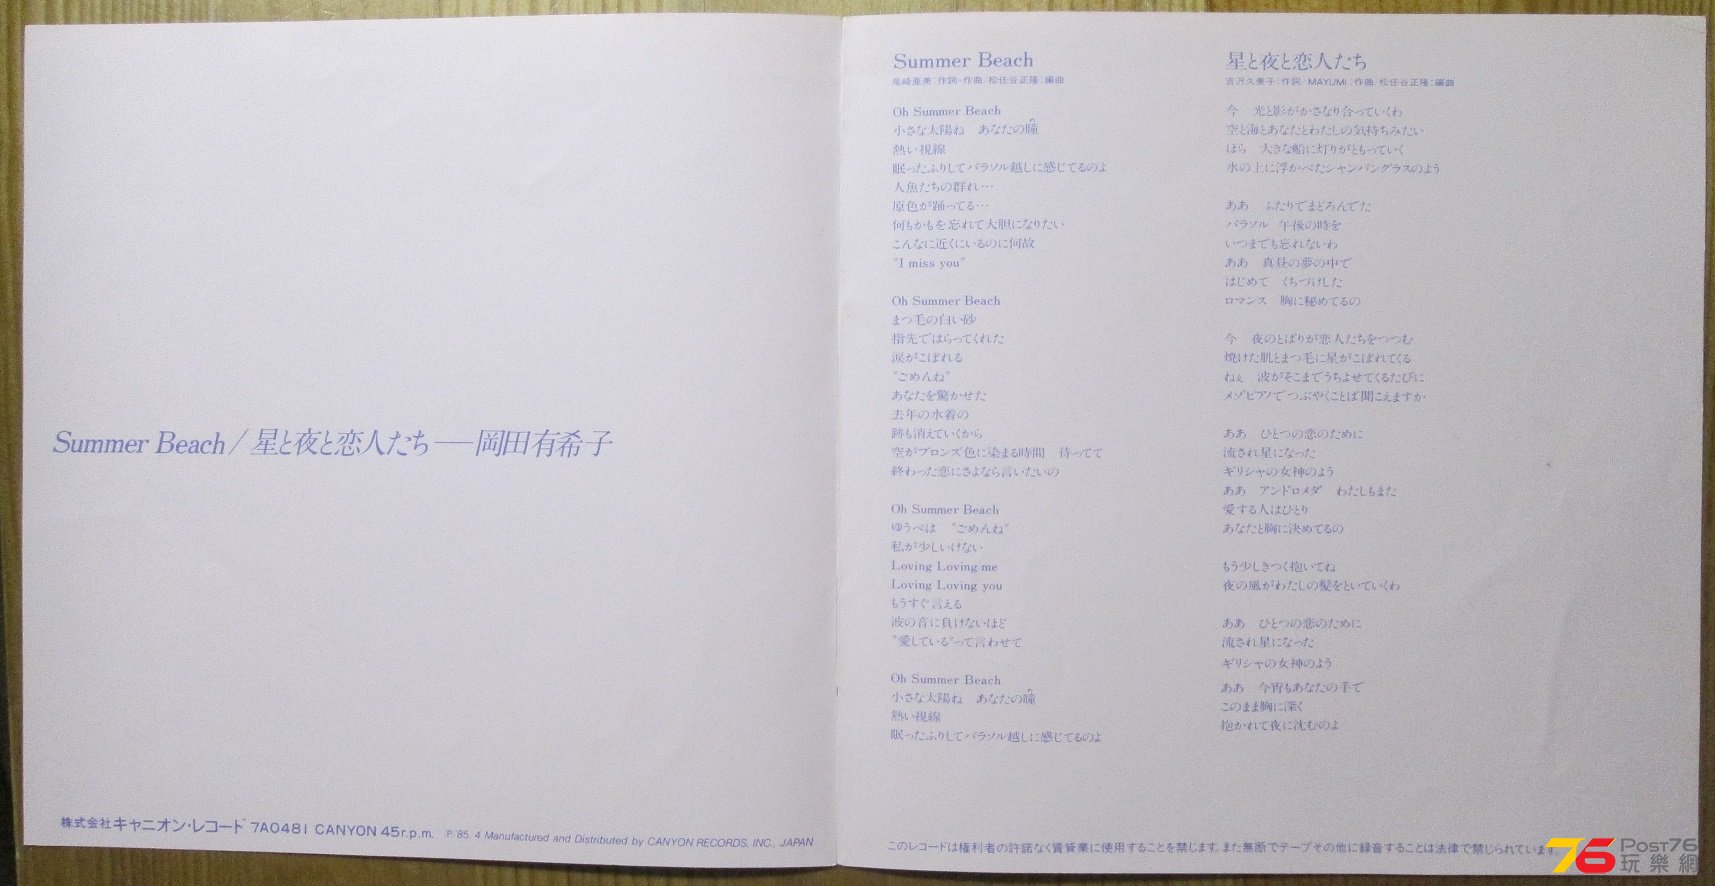 Summer Beach/星と夜と恋人たち──岡田有希子
株式会社キャニオン・レコード 7A0481 CANYON 45r.p.m. P-'85. 4 Manufactured and Distributed by CANYON RECORDS, INC., JAPAN
Summer Beach
尾崎亜美:作詞・作曲 松任谷正隆:編曲
Oh Summer Beach
小さな太陽ね　あなたの瞳
め
熱い視線
眠ったふりしてパラソル越しに感じてるのよ
人魚たちの群れ…
原色が踊ってる…
何もかもを忘れて大胆になりたい
こんなに近くにいるのに何故
"I miss you"
Oh Summer Beach
まつ毛の白い砂
指先ではらってくれた
涙がこぼれる
"ごめんね"
あなたを驚かせた
去年の水着の
跡も消えていくから
空がブロンズ色に染まる時間　待ってて
終わった恋にさよなら言いたいの
Oh Summer Beach
ゆうべは　"ごめんね"
私が少しいけない
Loving Loving me
Loving Loving you
もうすぐ言える
波の音に負けないほど
"愛している"って言わせて
Oh Summer Beach
小さな太陽ね　あなたの瞳
め
熱い視線
眠ったふりしてパラソル越しに感じてるのよ
星と夜と恋人たち
吉沢久美子:作詞 MAYUMI:作曲 松任谷正隆:編曲
今　光と影がかさなり合っていくわ
空と海とあなたとわたしの気持ちみたい
ほら　大きな船に灯りがともっていく
水の上に浮かべたシャンパングラスのよう
ああ　ふたりでまどろんでた
パラソル　午後の時を
いつまでも忘れないわ
ああ　真昼の夢の中で
はじめて　くちづけした
ロマンス　胸に秘めてるの
今　夜のとばりが恋人たちをつつむ
焼けた肌とまつ毛に星がこぼれてくる
ねぇ　波がそこまでうちよせてくるたびに
メゾピアノで つぶやくことば 聞こえますか
ああ　ひとつの恋のために
流され星になった
ギリシャの女神のよう
ああ　アンドロメダ　わたしもまた
愛する人はひとり
あなたと胸に決めてるの
もう少しきつく抱いてね
夜の風がわたしの髪をといていくわ
ああ　ひとつの恋のために
流され星になった
ギリシャの女神のよう
ああ　今宵もあなたの手で
このまま胸に深く
抱かれて夜に沈むのよ
このレコードは権利者の許諾なく賃貸業に使用することを禁じます。また無断でテープその他に録音することは法律で禁じられています。
76 Post76
玩樂網